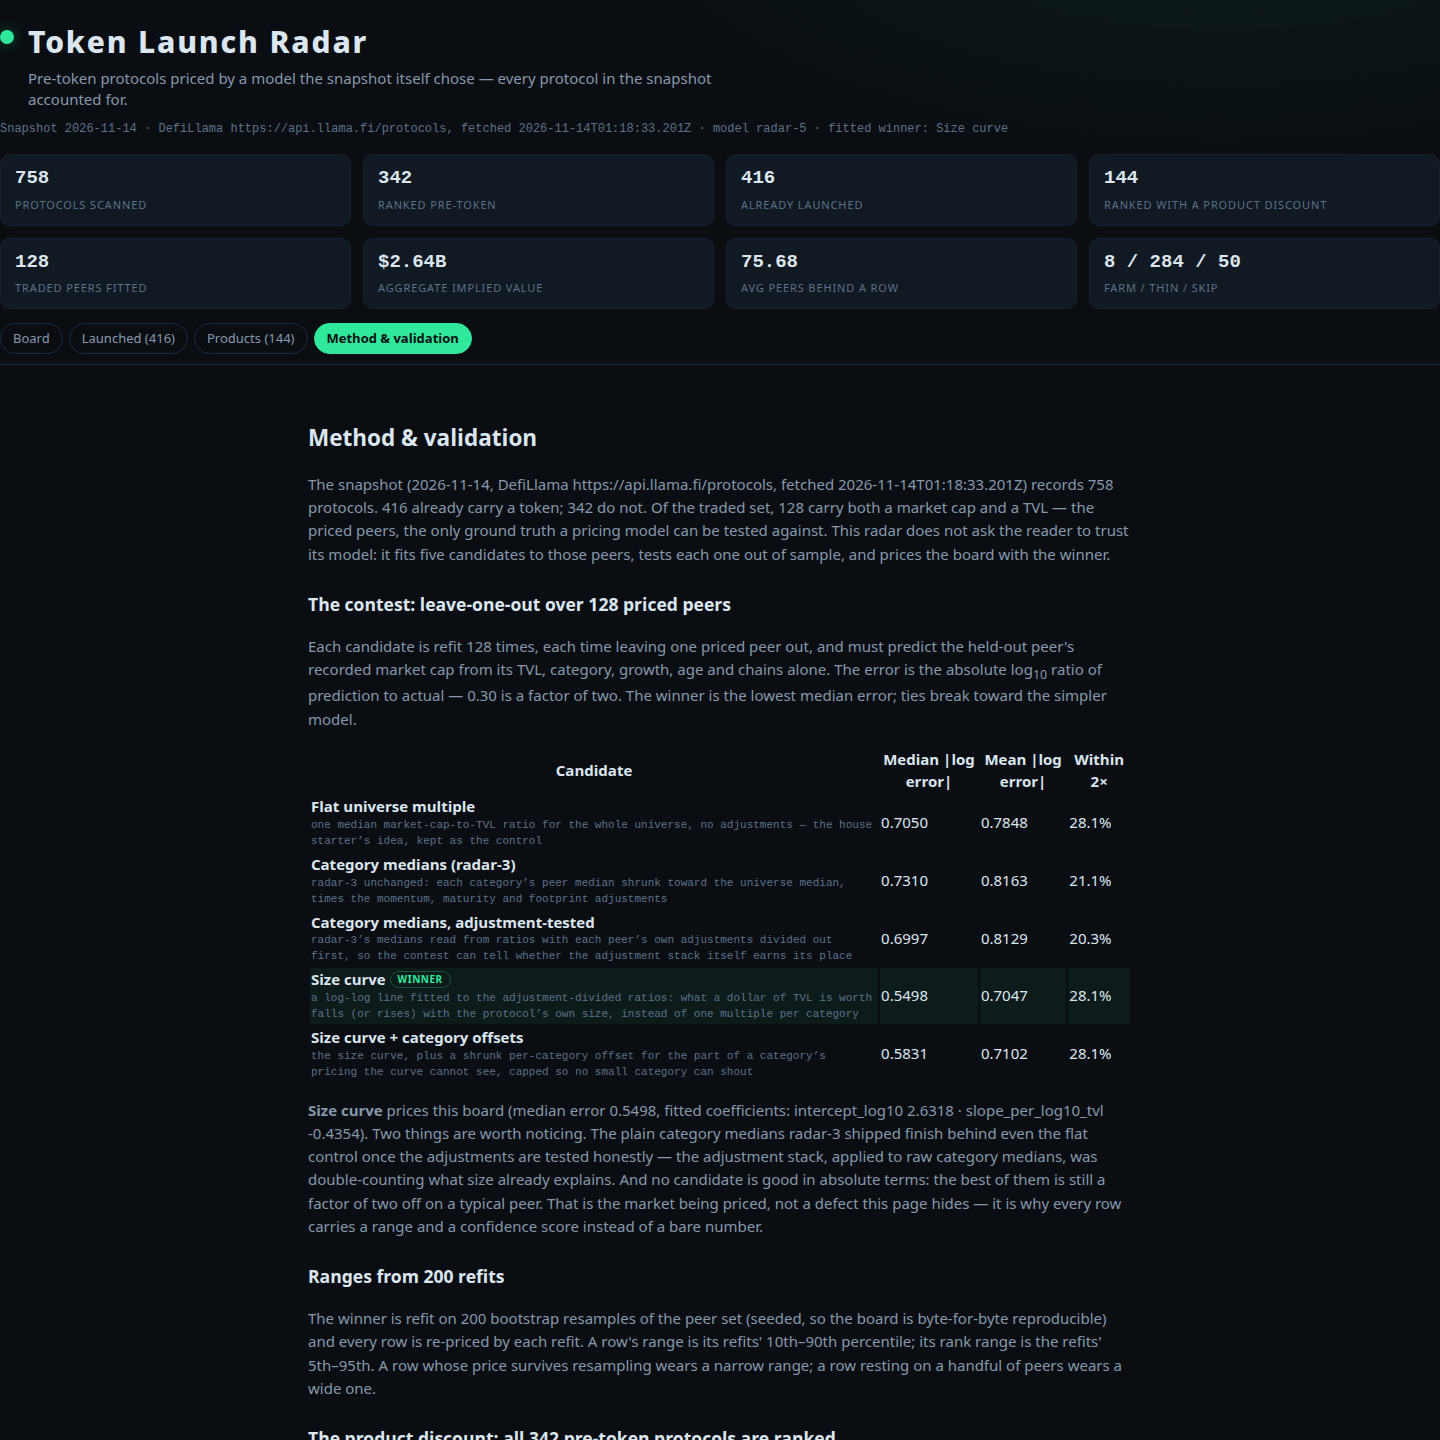 Token Launch Radar
Pre-token protocols priced by a model the snapshot itself chose — every protocol in the snapshot
accounted for.
Snapshot 2026-11-14 · DefiLlama https://api.llama.fi/protocols, fetched 2026-11-14T01:18:33.201Z · model radar-5 · fitted winner: Size curve
758
PROTOCOLS SCANNED
342
RANKED PRE-TOKEN
416
ALREADY LAUNCHED
144
RANKED WITH A PRODUCT DISCOUNT
128
TRADED PEERS FITTED
$2.64B
AGGREGATE IMPLIED VALUE
75.68
AVG PEERS BEHIND A ROW
8 / 284 / 50
FARM / THIN / SKIP
Board
Launched (416)
Products (144)
Method & validation
Method & validation
The snapshot (2026-11-14, DefiLlama https://api.llama.fi/protocols, fetched 2026-11-14T01:18:33.201Z) records 758
protocols. 416 already carry a token; 342 do not. Of the traded set, 128 carry both a market cap and a TVL — the
priced peers, the only ground truth a pricing model can be tested against. This radar does not ask the reader to trust
its model: it fits five candidates to those peers, tests each one out of sample, and prices the board with the winner.
The contest: leave-one-out over 128 priced peers
Each candidate is refit 128 times, each time leaving one priced peer out, and must predict the held-out peer's
recorded market cap from its TVL, category, growth, age and chains alone. The error is the absolute log10 ratio of
prediction to actual — 0.30 is a factor of two. The winner is the lowest median error; ties break toward the simpler
model.
Candidate
Median |log
error|
Mean |log
error|
Within
2×
Flat universe multiple
one median market-cap-to-TVL ratio for the whole universe, no adjustments — the house
starter’s idea, kept as the control
0.7050
0.7848
28.1%
Category medians (radar-3)
radar-3 unchanged: each category’s peer median shrunk toward the universe median,
times the momentum, maturity and footprint adjustments
0.7310
0.8163
21.1%
Category medians, adjustment-tested
radar-3’s medians read from ratios with each peer’s own adjustments divided out
first, so the contest can tell whether the adjustment stack itself earns its place
0.6997
0.8129
20.3%
Size curve WINNER
a log-log line fitted to the adjustment-divided ratios: what a dollar of TVL is worth
falls (or rises) with the protocol’s own size, instead of one multiple per category
0.5498
0.7047
28.1%
Size curve + category offsets
the size curve, plus a shrunk per-category offset for the part of a category’s
pricing the curve cannot see, capped so no small category can shout
0.5831
0.7102
28.1%
Size curve prices this board (median error 0.5498, fitted coefficients: intercept_log10 2.6318 · slope_per_log10_tvl
-0.4354). Two things are worth noticing. The plain category medians radar-3 shipped finish behind even the flat
control once the adjustments are tested honestly — the adjustment stack, applied to raw category medians, was
double-counting what size already explains. And no candidate is good in absolute terms: the best of them is still a
factor of two off on a typical peer. That is the market being priced, not a defect this page hides — it is why every row
carries a range and a confidence score instead of a bare number.
Ranges from 200 refits
The winner is refit on 200 bootstrap resamples of the peer set (seeded, so the board is byte-for-byte reproducible)
and every row is re-priced by each refit. A row's range is its refits' 10th–90th percentile; its rank range is the refits'
5th–95th. A row whose price survives resampling wears a narrow range; a row resting on a handful of peers wears a
wide one.
The product discount: all 342 pre-token protocols are ranked